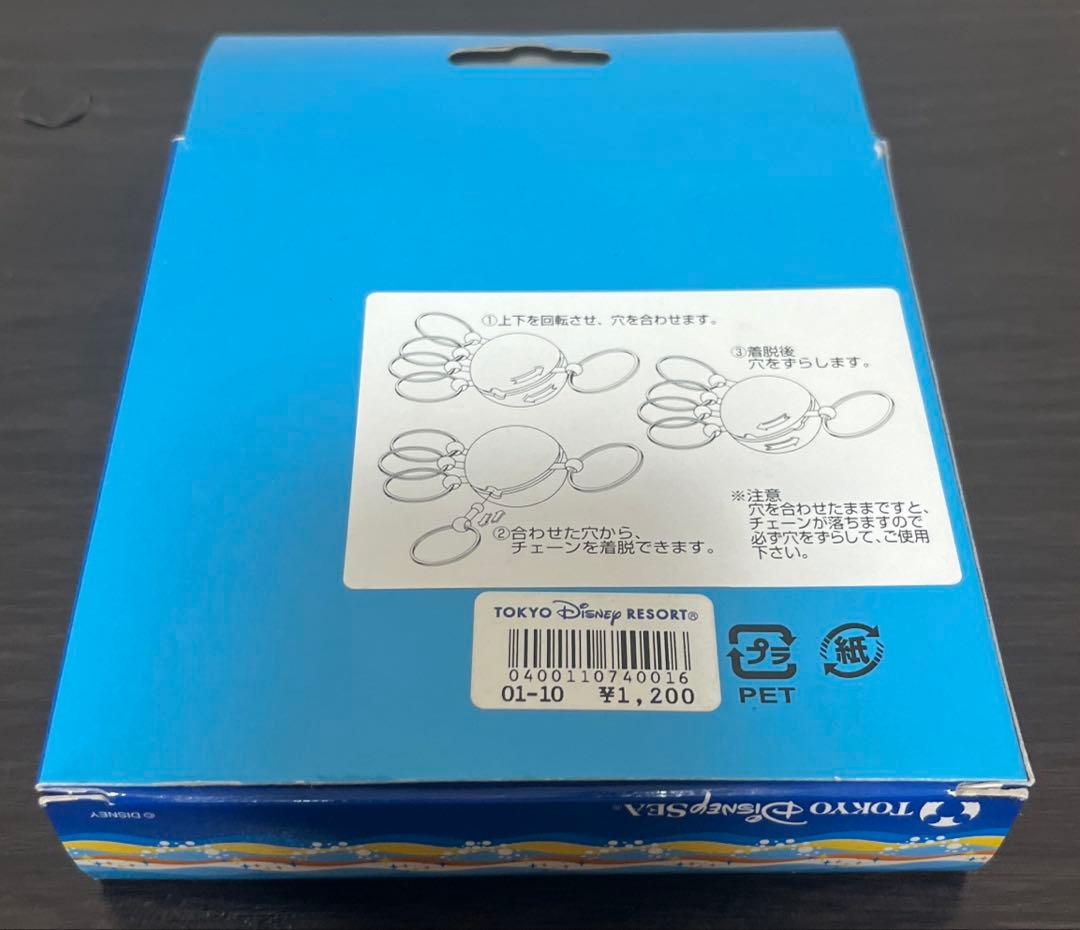 ①上下を回転させ、穴を合わせます。
③着脱後
穴をずらします。
②合わせた穴から、
チェーンを着脱できます。
※注意
穴を合わせたままですと、
チェーンが落ちますので
必ず穴をずらして、ご使用
下さい。
TOKYO Disney RESORT®
0400110740016
01-10 ¥1,200
プラ
PET
紙
TOKYO DISNEYSEA®
© DISNEY